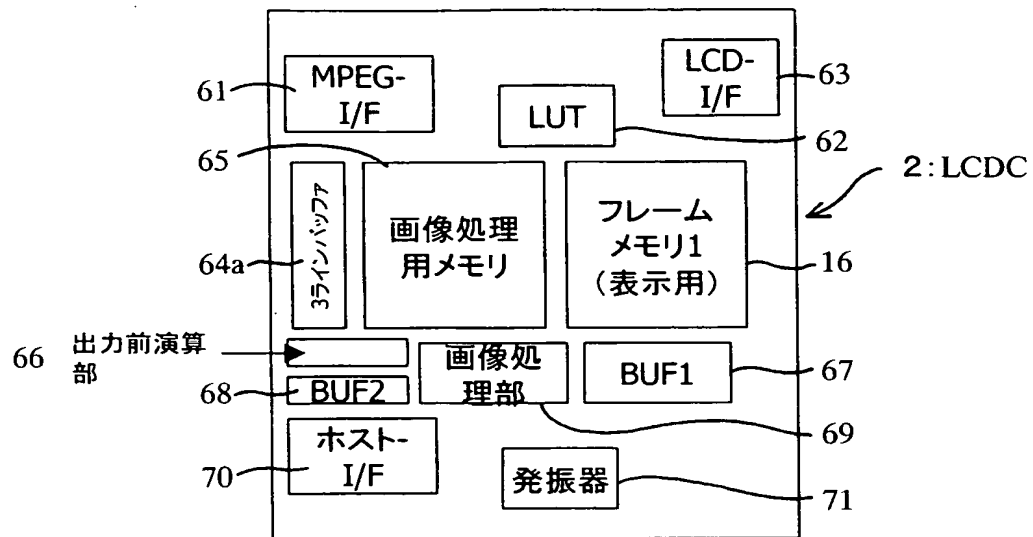 61
MPEG-
I/F
LUT
62
LCD-
I/F
63
2:LCDC
65
64a
3ラインバッファ
画像処理
用メモリ
フレーム
メモリ1
(表示用)
16
66
出力前演算
部
68
BUF2
画像処
理部
69
BUF1
67
70
ホスト-
I/F
発振器
71